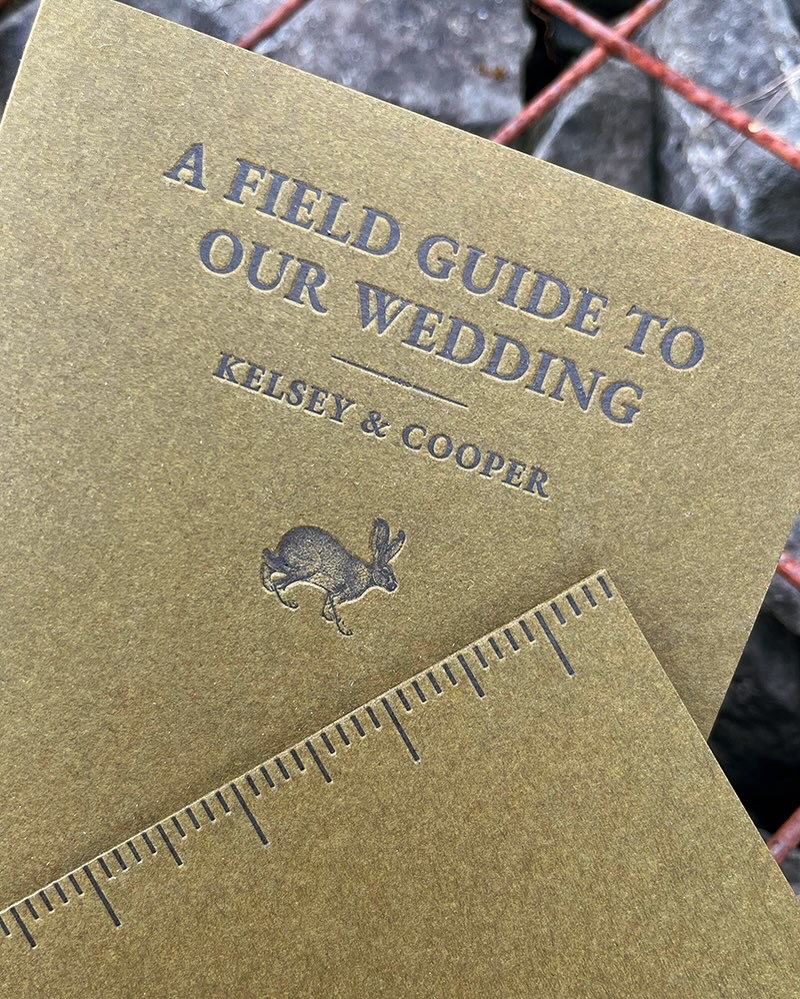 A FIELD GUIDE TO
OUR WEDDING
KELSEY & COOPER